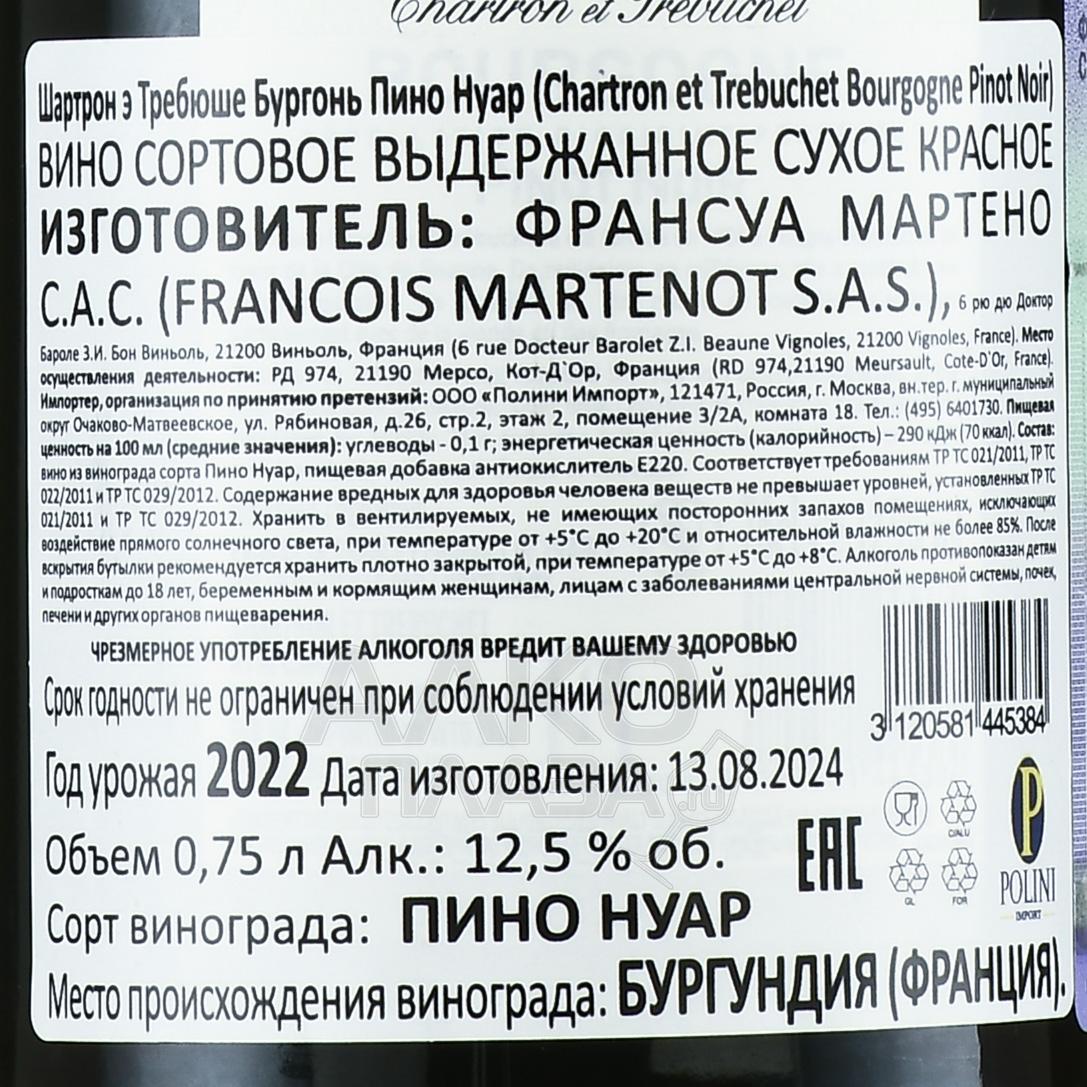 Chartron et Trebuchet
Шартрон э Требюше Бургонь Пино Нуар (Chartron et Trebuchet Bourgogne Pinot Noir)
ВИНО СОРТОВОЕ ВЫДЕРЖАННОЕ СУХОЕ КРАСНОЕ
ИЗГОТОВИТЕЛЬ: ФРАНСУА МАРТЕНО
С.А.С. (FRANCOIS MARTENOT S.A.S.), 6 рю дю Доктор
Бароле З.И. Бон Виньоль, 21200 Виньоль, Франция (6 rue Docteur Barolet Z.I. Beaune Vignoles, 21200 Vignoles, France). Место
осуществления деятельности: РД 974, 21190 Мерсо, Кот-Д`Ор, Франция (RD 974,21190 Meursault, Cote-D`Or, France).
Импортер, организация по принятию претензий: ООО «Полини Импорт», 121471, Россия, г. Москва, вн.тер. г. муниципальный
округ Очаково-Матвеевское, ул. Рябиновая, д.26, стр.2, этаж 2, помещение 3/2А, комната 18. Тел.: (495) 6401730. Пищевая
ценность на 100 мл (средние значения): углеводы - 0,1 г; энергетическая ценность (калорийность) – 290 кДж (70 ккал). Состав:
вино из винограда сорта Пино Нуар, пищевая добавка антиокислитель Е220. Соответствует требованиям ТР ТС 021/2011, ТР ТС
022/2011 и ТР ТС 029/2012. Содержание вредных для здоровья человека веществ не превышает уровней, установленных ТР ТС
021/2011 и ТР ТС 029/2012. Хранить в вентилируемых, не имеющих посторонних запахов помещениях, исключающих
воздействие прямого солнечного света, при температуре от +5°С до +20°С и относительной влажности не более 85%. После
вскрытия бутылки рекомендуется хранить плотно закрытой, при температуре от +5°С до +8°С. Алкоголь противопоказан детям
и подросткам до 18 лет, беременным и кормящим женщинам, лицам с заболеваниями центральной нервной системы, почек,
печени и других органов пищеварения.
ЧРЕЗМЕРНОЕ УПОТРЕБЛЕНИЕ АЛКОГОЛЯ ВРЕДИТ ВАШЕМУ ЗДОРОВЬЮ
Срок годности не ограничен при соблюдении условий хранения
3 120581 445384
Год урожая 2022 Дата изготовления: 13.08.2024
Объем 0,75 л Алк.: 12,5 % об.
EAC
C/ALU
GL
FOR
P
POLINI
IMPORT
Сорт винограда: ПИНО НУАР
Место происхождения винограда: БУРГУНДИЯ (ФРАНЦИЯ).
АЛКО
ПЛАЗА.ru